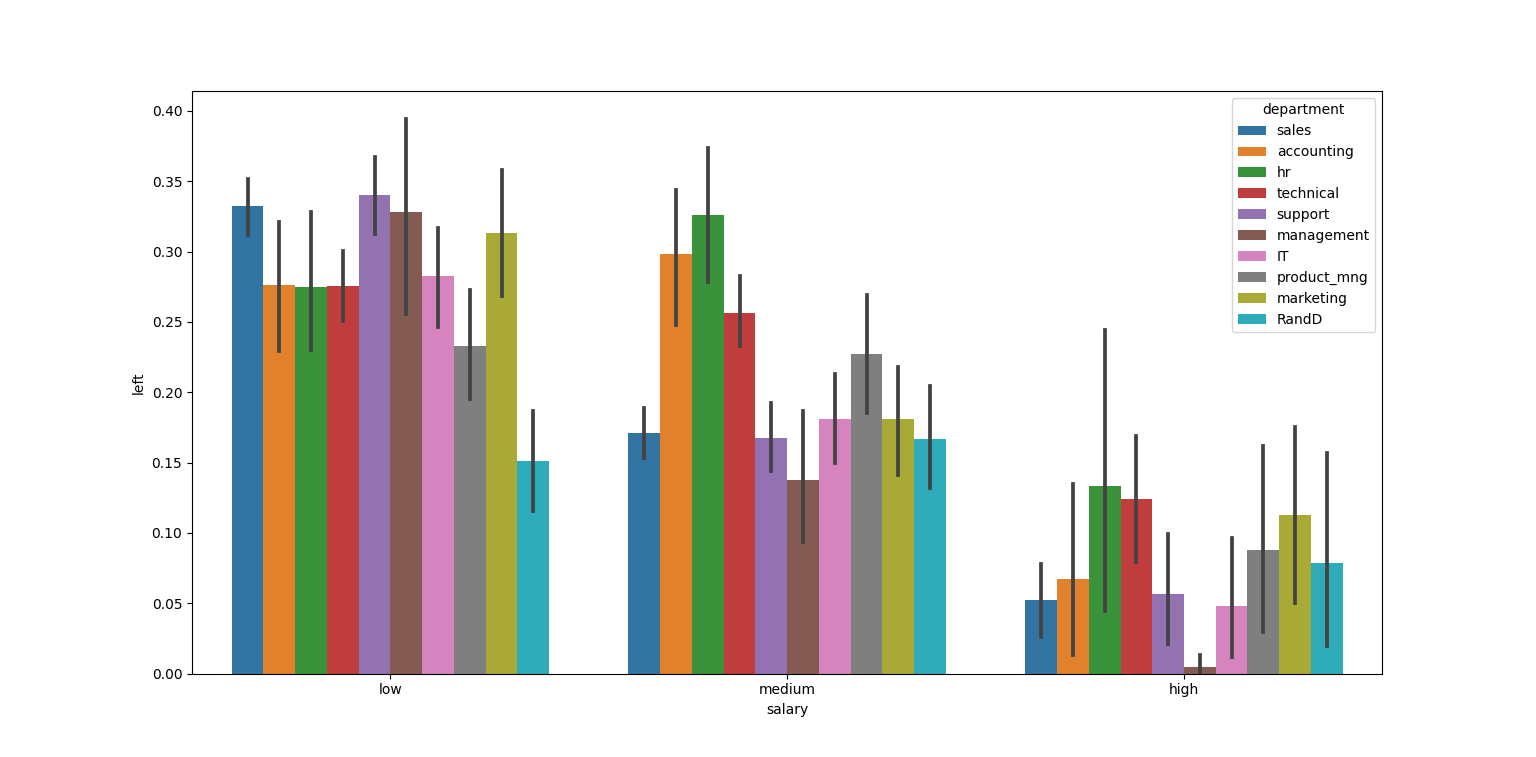 0.40
0.35
0.30
0.25
0.20
0.15
0.10
0.05
0.00
left
low medium high
salary
department
sales
accounting
hr
technical
support
management
IT
product_mng
marketing
RandD